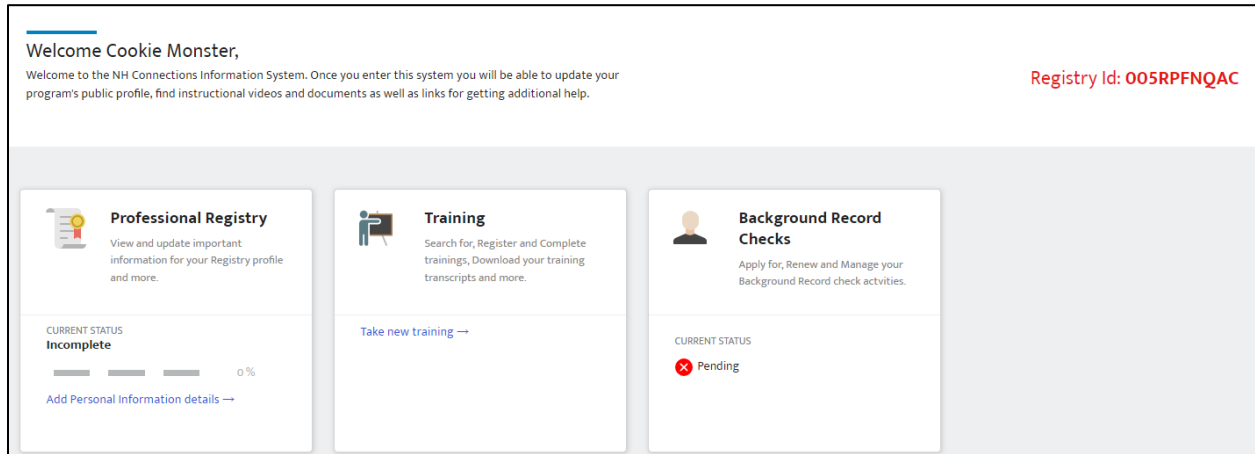 Welcome Cookie Monster,
Welcome to the NH Connections Information System. Once you enter this system you will be able to update your
program's public profile, find instructional videos and documents as well as links for getting additional help.
Registry Id: 005RPFNQAC
Professional Registry
View and update important
information for your Registry profile
and more.
CURRENT STATUS
Incomplete
0 %
Add Personal Information details →
Training
Search for, Register and Complete
trainings, Download your training
transcripts and more.
Take new training →
Background Record
Checks
Apply for, Renew and Manage your
Background Record check actvities.
CURRENT STATUS
Pending